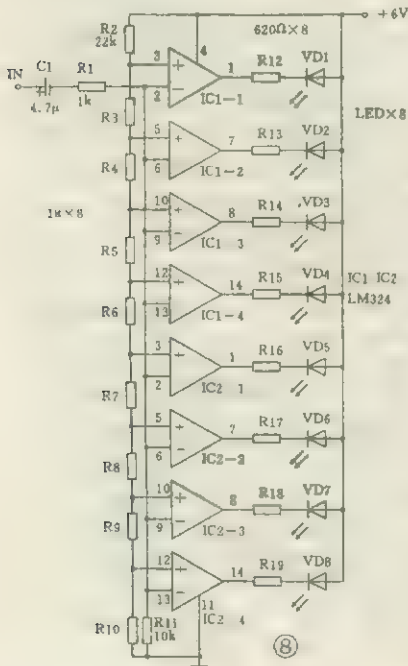 R2
22k
620Ω×8
+6V
4
3
+
1
R12
VD1
IN
C1
R1
2
−
4.7μ
1k
IC1-1
LED×8
R3
5
+
7
R13
VD2
6
−
R4
IC1-2
1k×8
10
+
8
R14
VD3
9
−
R5
IC1 3
12
+
14
R15
VD4
IC1 IC2
13
−
R6
IC1-4
LM324
3
+
1
R16
VD5
2
−
R7
IC2 1
5
+
7
R17
VD6
6
−
R8
IC2-2
10
+
8
R18
VD7
9
−
R9
IC2-3
12
+
14
R19
VD8
13
−
11
R10
R11
10k
IC2 4
⑧